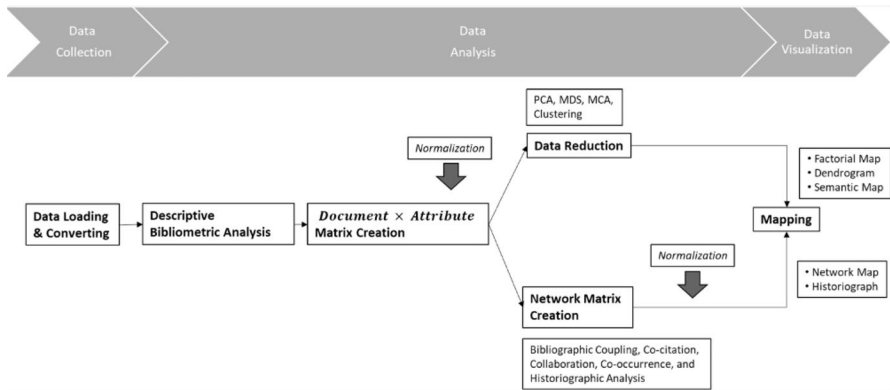 Data
Collection
Data
Analysis
Data
Visualization
PCA, MDS, MCA,
Clustering
Normalization
Data Reduction
• Factorial Map
• Dendrogram
• Semantic Map
Data Loading
& Converting
Descriptive
Bibliometric Analysis
Document × Attribute
Matrix Creation
Mapping
Normalization
Network Matrix
Creation
• Network Map
• Historiograph
Bibliographic Coupling, Co-citation,
Collaboration, Co-occurrence, and
Historiographic Analysis